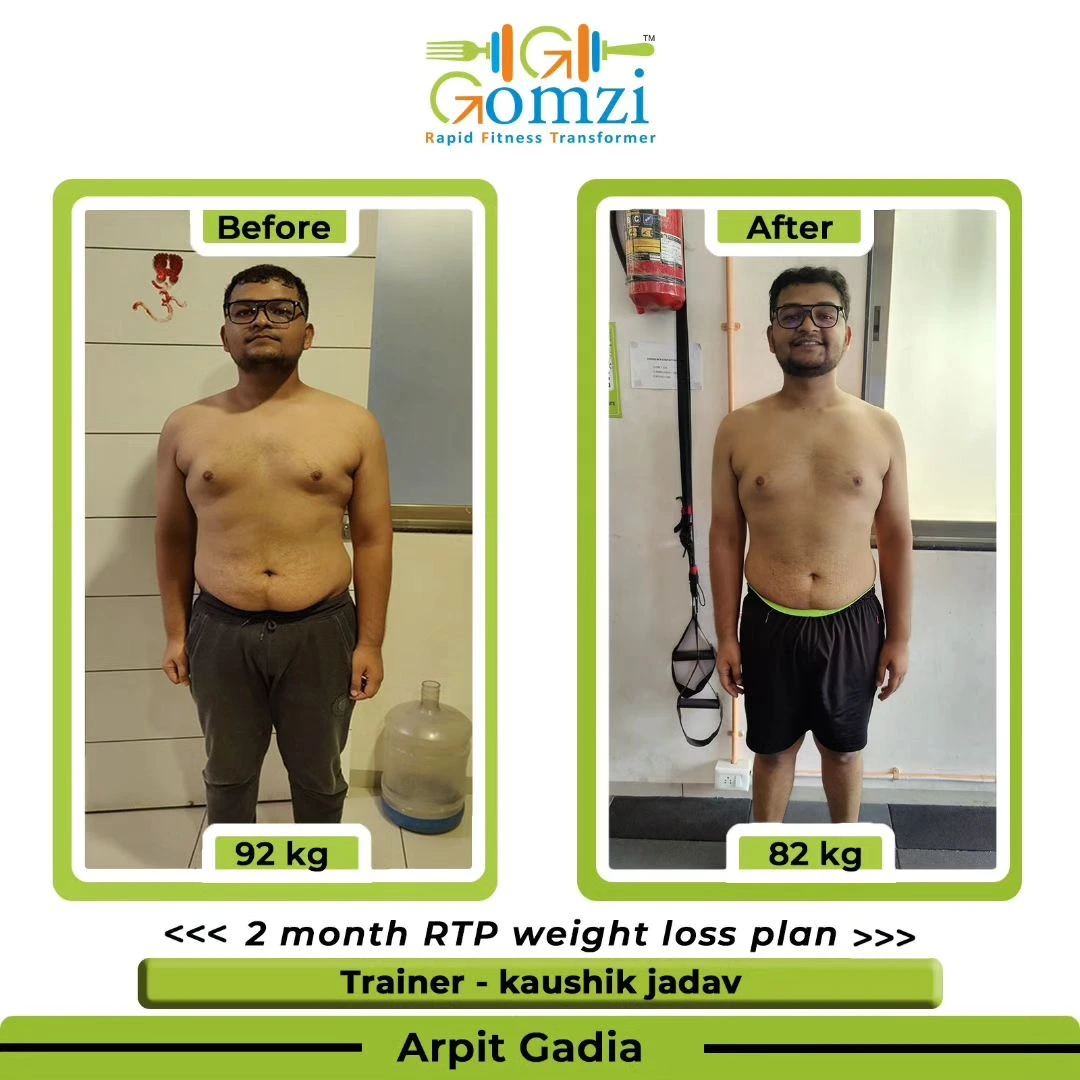 TM
Gomzi
Rapid Fitness Transformer
Before
After
92 kg
82 kg
<<< 2 month RTP weight loss plan >>>
Trainer - kaushik jadav
Arpit Gadia